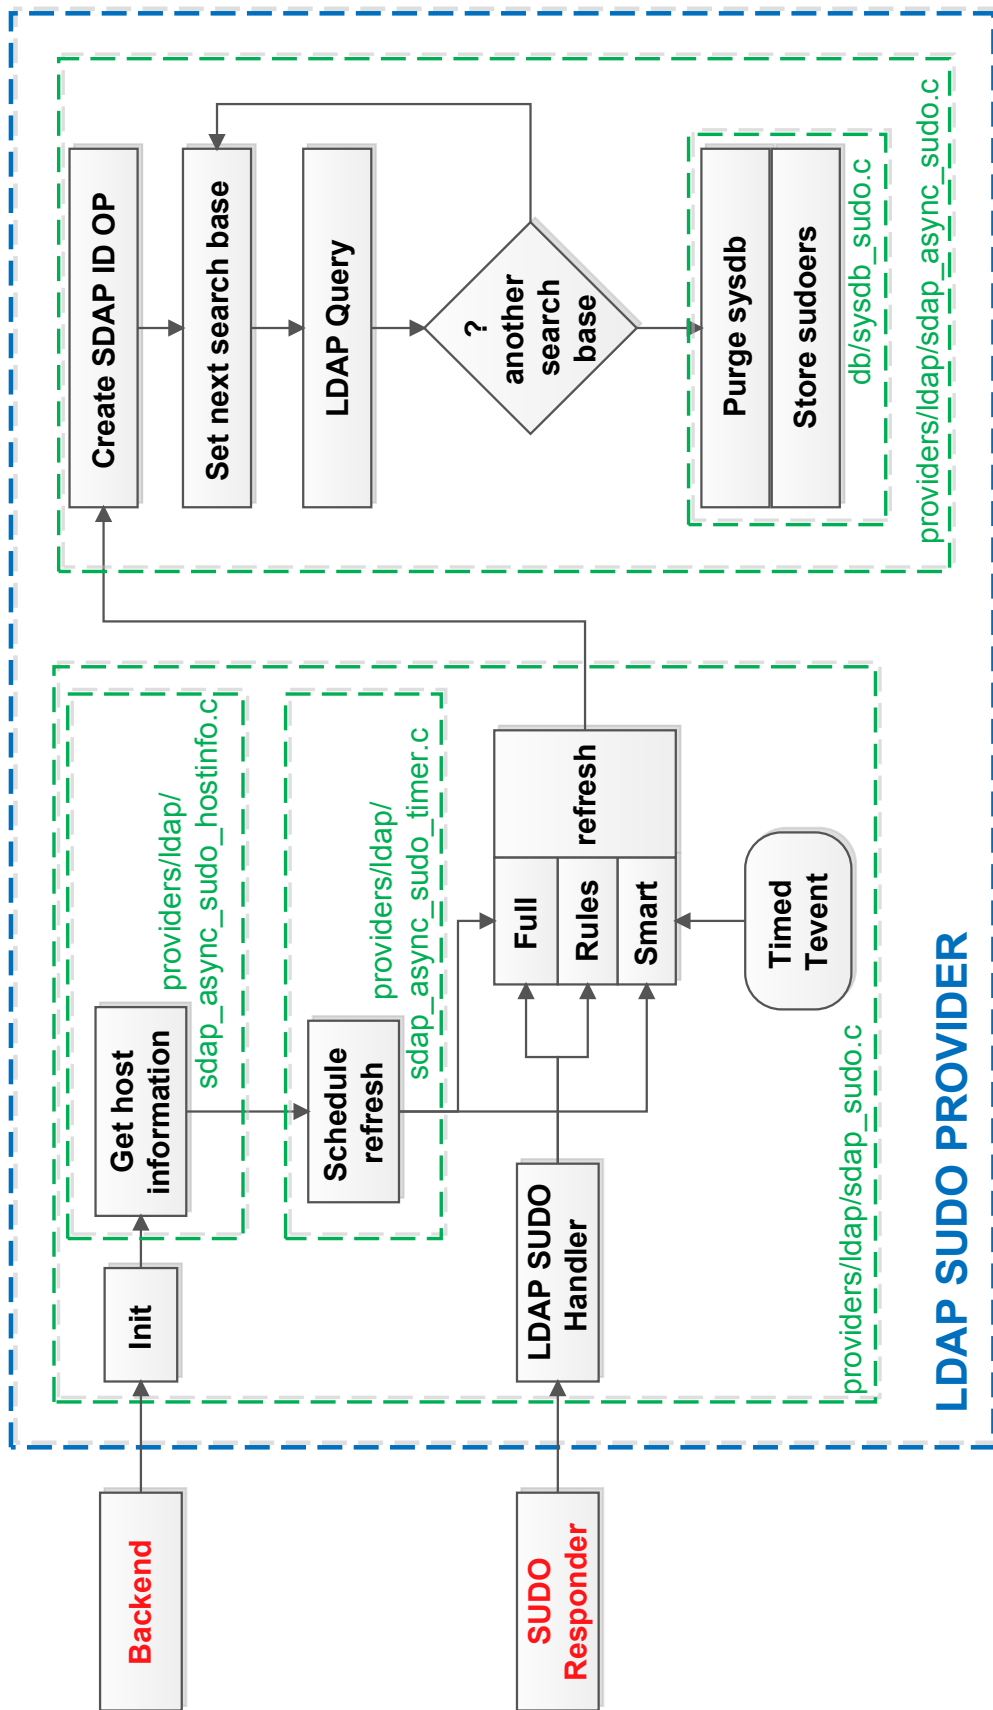 Backend
Init
Get host
information
providers/ldap/
sdap_async_sudo_hostinfo.c
Schedule
refresh
providers/ldap/
sdap_async_sudo_timer.c
SUDO
Responder
LDAP SUDO
Handler
Full
Rules
Smart
refresh
Timed
Tevent
providers/ldap/sdap_sudo.c
Create SDAP ID OP
Set next search base
LDAP Query
?
another
search
base
Purge sysdb
Store sudoers
db/sysdb_sudo.c
providers/ldap/sdap_async_sudo.c
LDAP SUDO PROVIDER